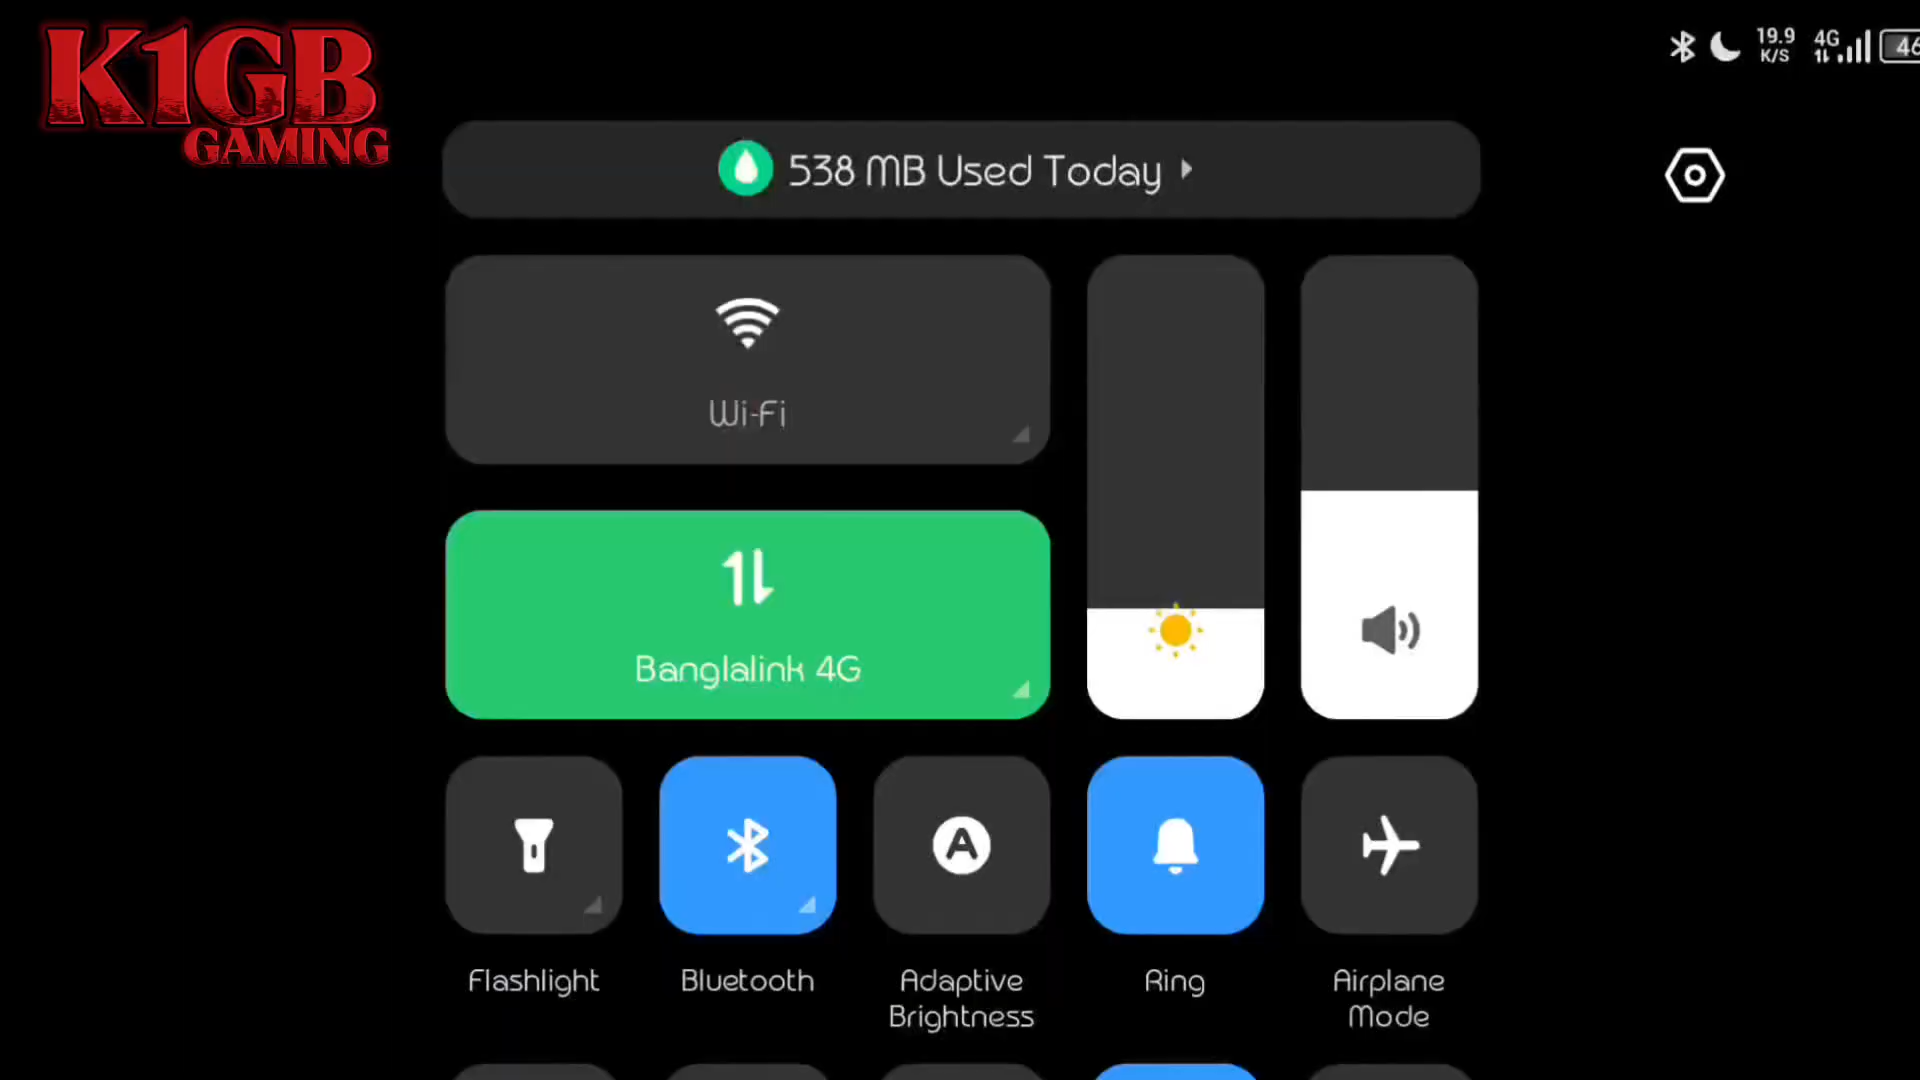 K1GB
GAMING
19.9
K/S
4G
46
538 MB Used Today
Wi-Fi
Banglalink 4G
A
Flashlight
Bluetooth
Adaptive
Brightness
Ring
Airplane
Mode